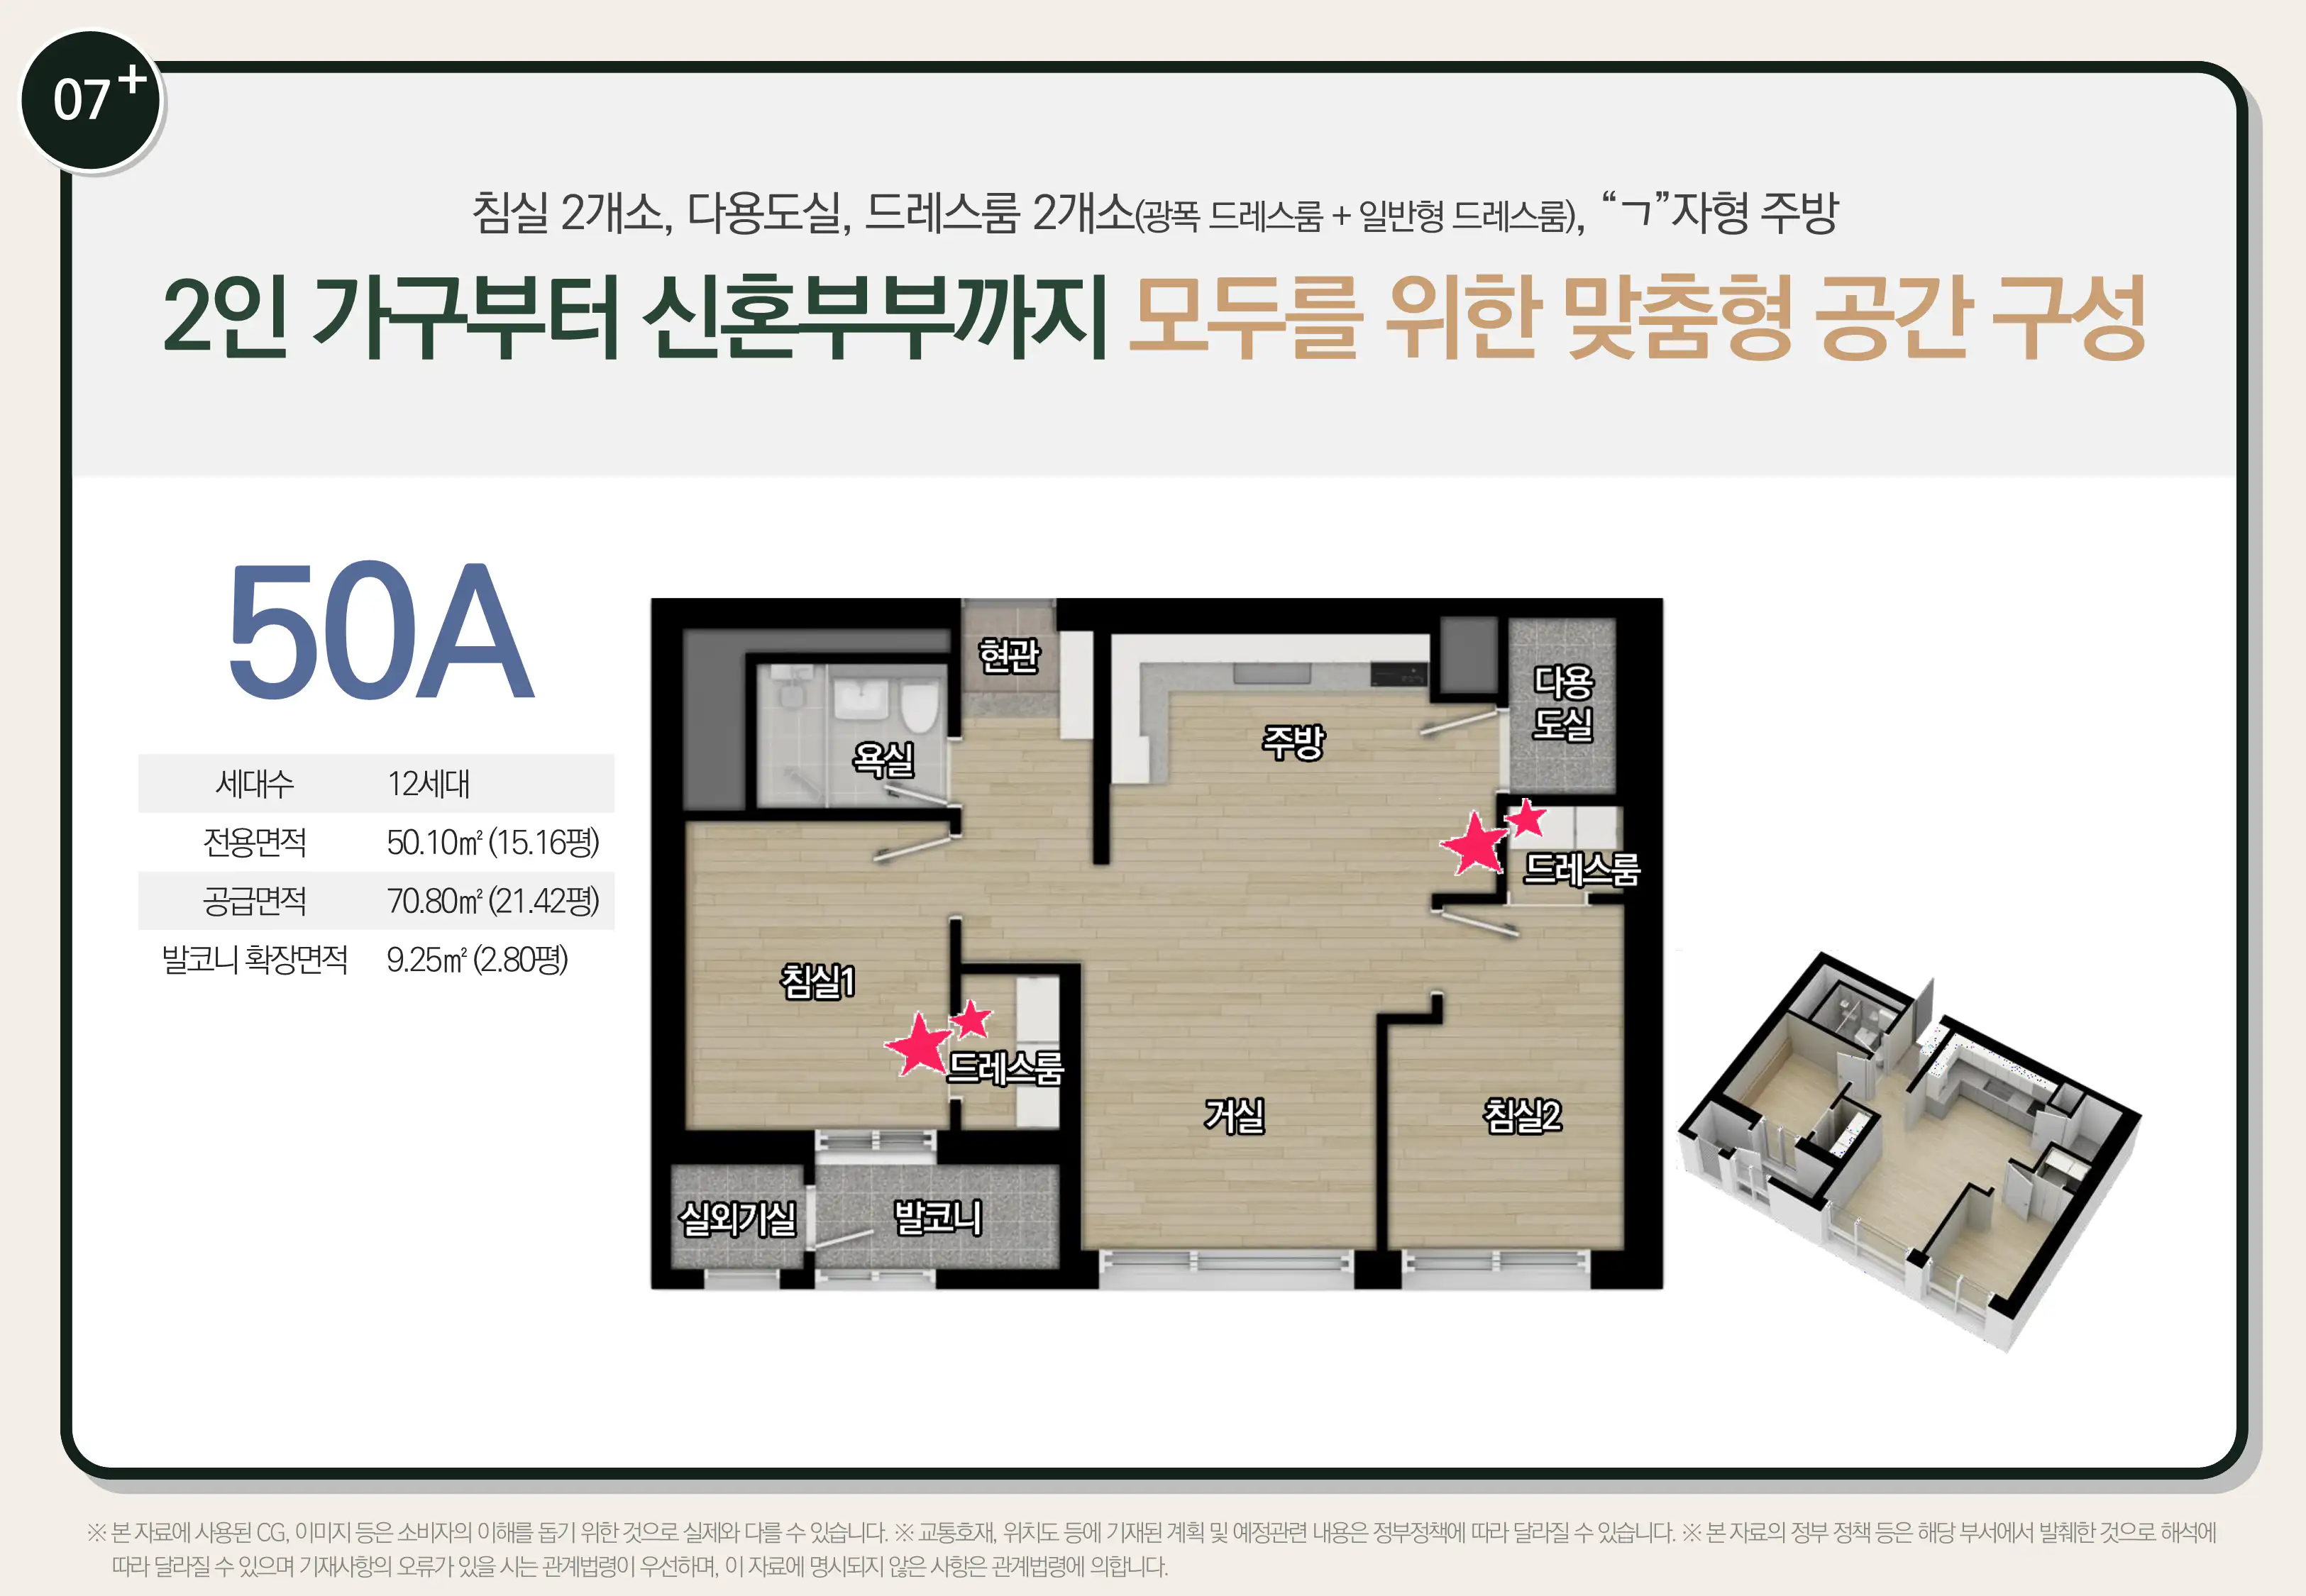 07+
침실 2개소, 다용도실, 드레스룸 2개소(광폭 드레스룸 + 일반형 드레스룸), “ㄱ”자형 주방
2인 가구부터 신혼부부까지 모두를 위한 맞춤형 공간 구성
50A
세대수 12세대
전용면적 50.10㎡ (15.16평)
공급면적 70.80㎡ (21.42평)
발코니 확장면적 9.25㎡ (2.80평)
현관
다용
도실
주방
욕실
드레스룸
침실1
드레스룸
거실
침실2
실외기실
발코니
※ 본 자료에 사용된 CG, 이미지 등은 소비자의 이해를 돕기 위한 것으로 실제와 다를 수 있습니다. ※ 교통호재, 위치도 등에 기재된 계획 및 예정관련 내용은 정부정책에 따라 달라질 수 있습니다. ※ 본 자료의 정부 정책 등은 해당 부서에서 발췌한 것으로 해석에
따라 달라질 수 있으며 기재사항의 오류가 있을 시는 관계법령이 우선하며, 이 자료에 명시되지 않은 사항은 관계법령에 의합니다.